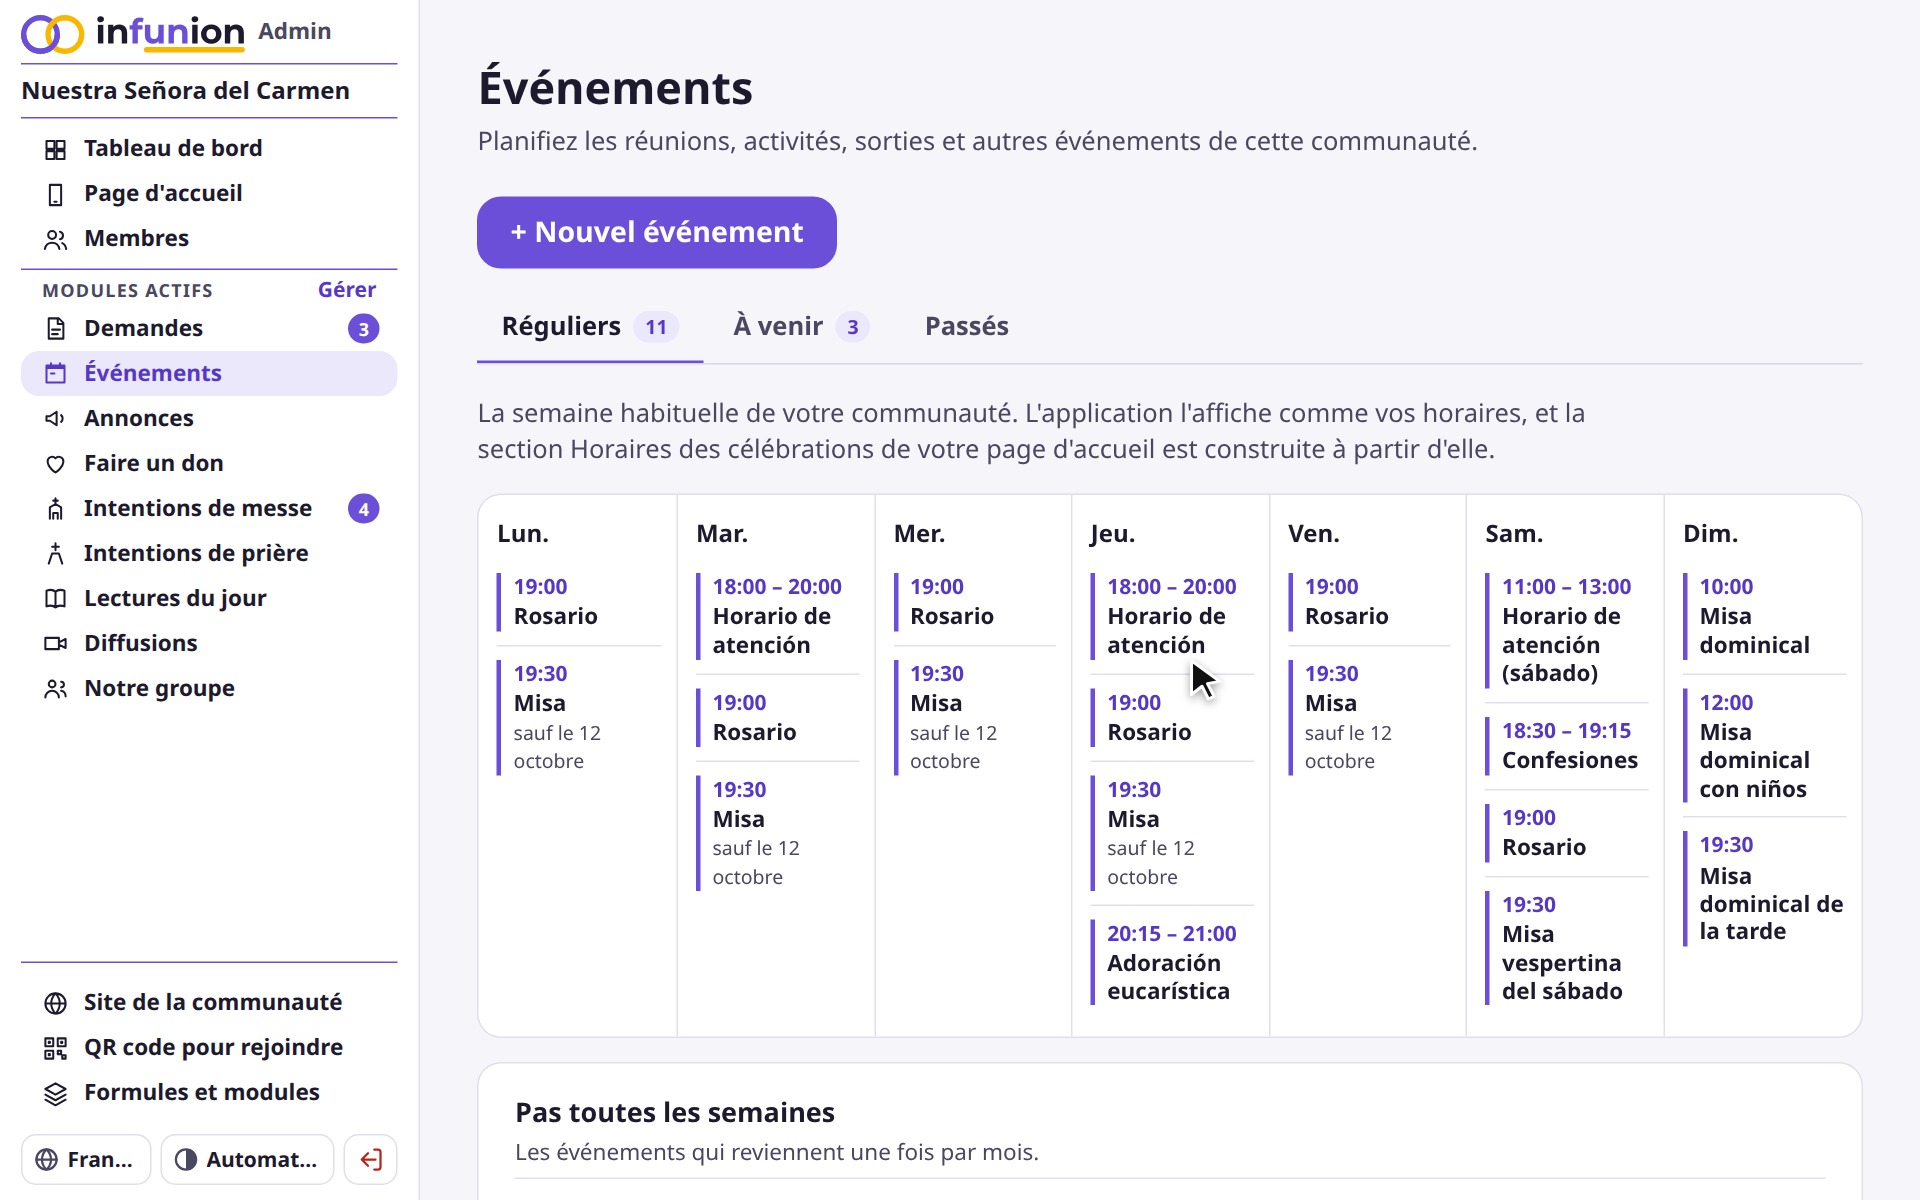 infunion Admin
Nuestra Señora del Carmen
Tableau de bord
Page d'accueil
Membres
MODULES ACTIFS Gérer
Demandes 3
Événements
Annonces
Faire un don
Intentions de messe 4
Intentions de prière
Lectures du jour
Diffusions
Notre groupe
Site de la communauté
QR code pour rejoindre
Formules et modules
Fran... Automat...
Événements
Planifiez les réunions, activités, sorties et autres événements de cette communauté.
+ Nouvel événement
Réguliers 11 À venir 3 Passés
La semaine habituelle de votre communauté. L'application l'affiche comme vos horaires, et la
section Horaires des célébrations de votre page d'accueil est construite à partir d'elle.
Lun.
19:00
Rosario
19:30
Misa
sauf le 12
octobre
Mar.
18:00 – 20:00
Horario de
atención
19:00
Rosario
19:30
Misa
sauf le 12
octobre
Mer.
19:00
Rosario
19:30
Misa
sauf le 12
octobre
Jeu.
18:00 – 20:00
Horario de
atención
19:00
Rosario
19:30
Misa
sauf le 12
octobre
20:15 – 21:00
Adoración
eucarística
Ven.
19:00
Rosario
19:30
Misa
sauf le 12
octobre
Sam.
11:00 – 13:00
Horario de
atención
(sábado)
18:30 – 19:15
Confesiones
19:00
Rosario
19:30
Misa
vespertina
del sábado
Dim.
10:00
Misa
dominical
12:00
Misa
dominical
con niños
19:30
Misa
dominical de
la tarde
Pas toutes les semaines
Les événements qui reviennent une fois par mois.